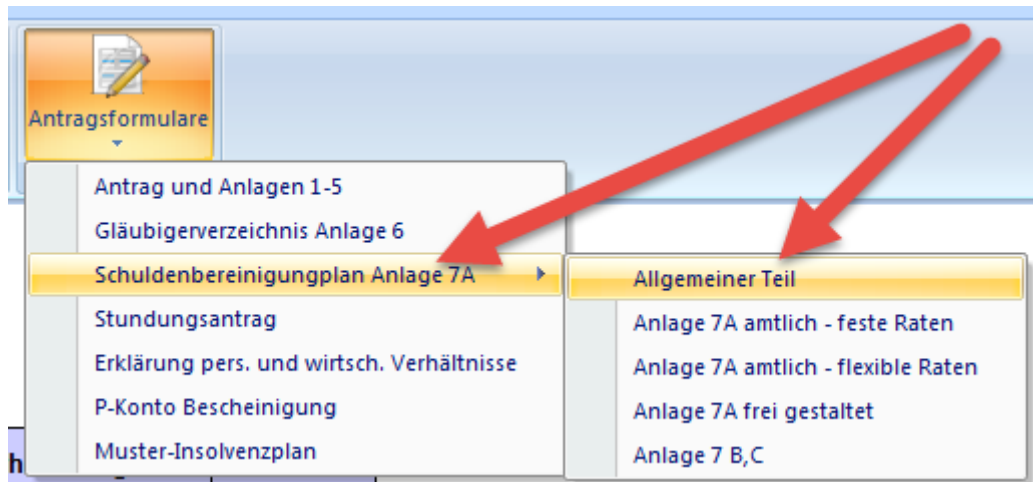 Antragsformulare
Antrag und Anlagen 1-5
Gläubigerverzeichnis Anlage 6
Schuldenbereinigungplan Anlage 7A
Stundungsantrag
Erklärung pers. und wirtsch. Verhältnisse
P-Konto Bescheinigung
Muster-Insolvenzplan
Allgemeiner Teil
Anlage 7A amtlich - feste Raten
Anlage 7A amtlich - flexible Raten
Anlage 7A frei gestaltet
Anlage 7 B,C